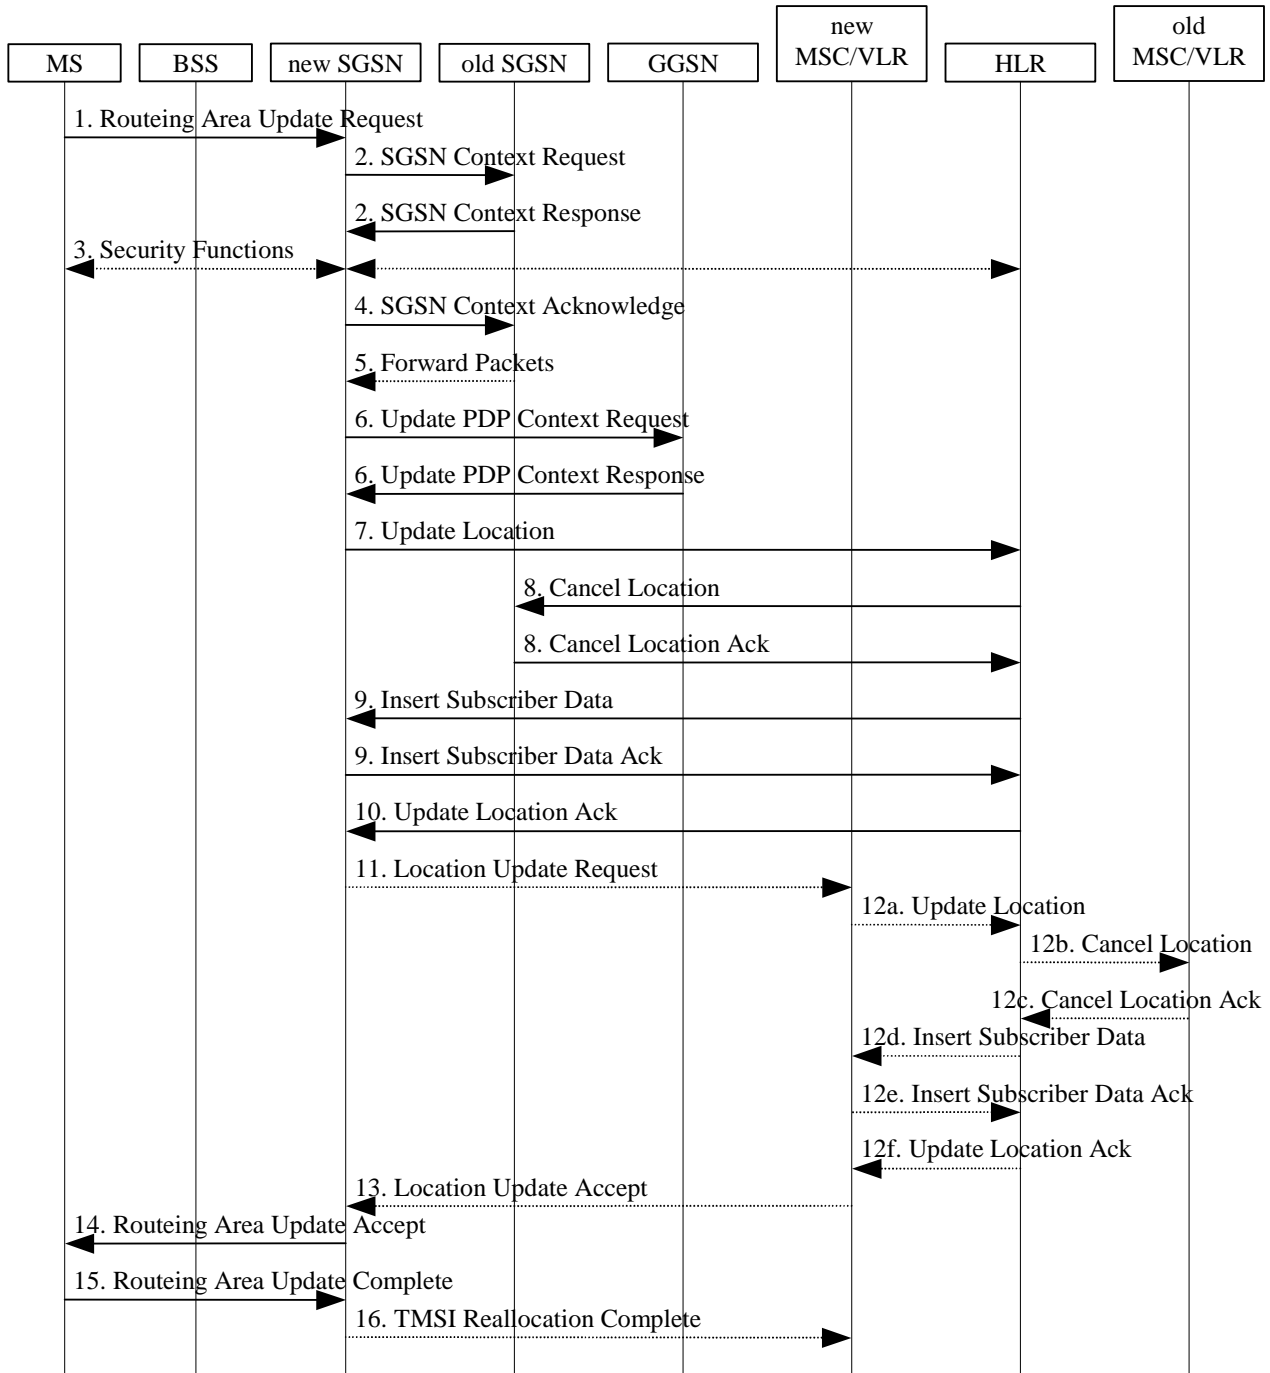 new
MSC/VLR
old
MSC/VLR
MS
BSS
new SGSN
old SGSN
GGSN
HLR
1. Routeing Area Update Request
2. SGSN Context Request
2. SGSN Context Response
3. Security Functions
4. SGSN Context Acknowledge
5. Forward Packets
6. Update PDP Context Request
6. Update PDP Context Response
7. Update Location
8. Cancel Location
8. Cancel Location Ack
9. Insert Subscriber Data
9. Insert Subscriber Data Ack
10. Update Location Ack
11. Location Update Request
12a. Update Location
12b. Cancel Location
12c. Cancel Location Ack
12d. Insert Subscriber Data
12e. Insert Subscriber Data Ack
12f. Update Location Ack
13. Location Update Accept
14. Routeing Area Update Accept
15. Routeing Area Update Complete
16. TMSI Reallocation Complete